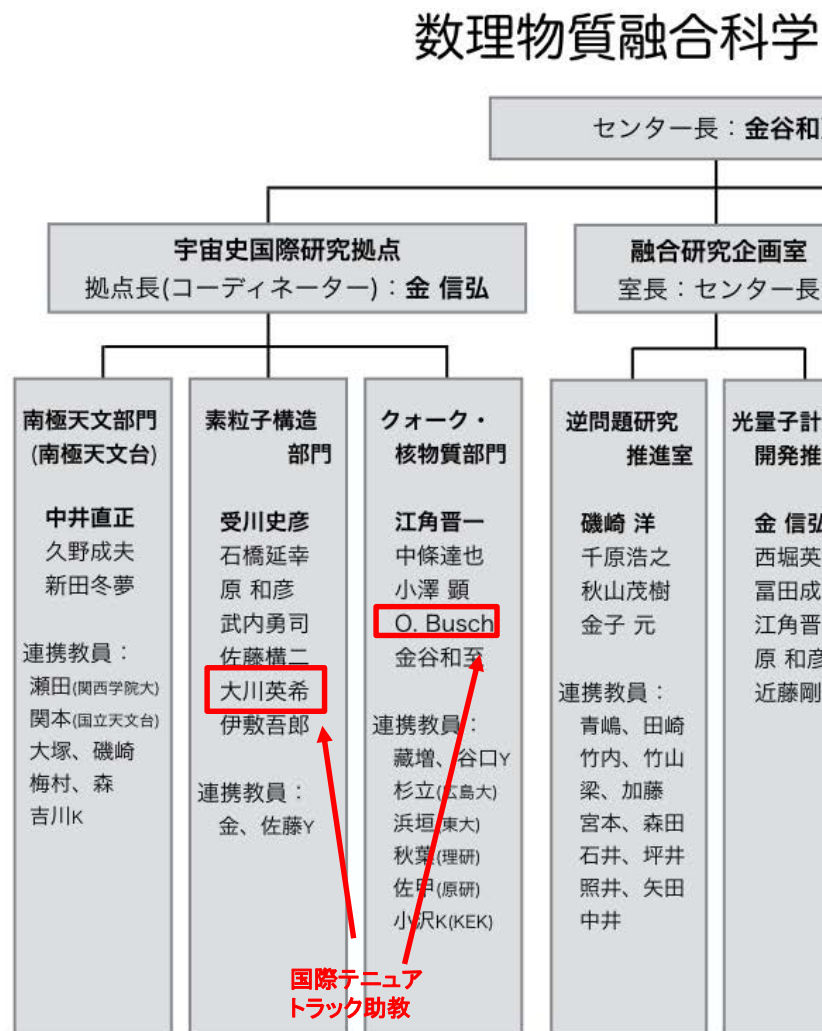 数理物質融合科学
センター長：金谷和
宇宙史国際研究拠点
拠点長(コーディネーター)：金 信弘
融合研究企画室
室長：センター長
南極天文部門
(南極天文台)
中井直正
久野成夫
新田冬夢
連携教員：
瀬田(関西学院大)
関本(国立天文台)
大塚、磯崎
梅村、森
吉川K
素粒子構造
部門
受川史彦
石橋延幸
原 和彦
武内勇司
佐藤構二
大川英希
伊敷吾郎
連携教員：
金、佐藤Y
クォーク・
核物質部門
江角晋一
中條達也
小澤 顕
O. Busch
金谷和至
連携教員：
藏増、谷口Y
杉立(広島大)
浜垣(東大)
秋葉(理研)
佐甲(原研)
小沢K(KEK)
逆問題研究
推進室
磯崎 洋
千原浩之
秋山茂樹
金子 元
連携教員：
青嶋、田崎
竹内、竹山
梁、加藤
宮本、森田
石井、坪井
照井、矢田
中井
光量子計
開発推
金 信弘
西堀英
冨田成
江角晋
原 和彦
近藤剛
国際テニュア
トラック助教